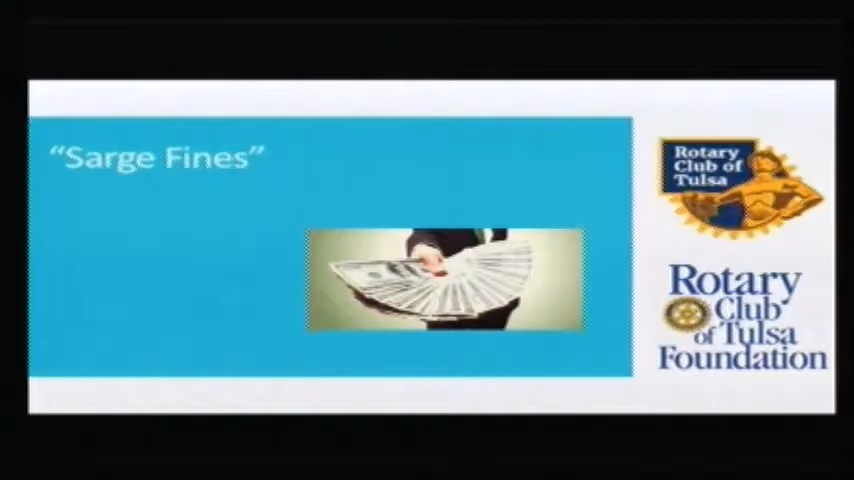 “Sarge Fines”
Rotary
Club of
Tulsa
Rotary
Club
of Tulsa
Foundation